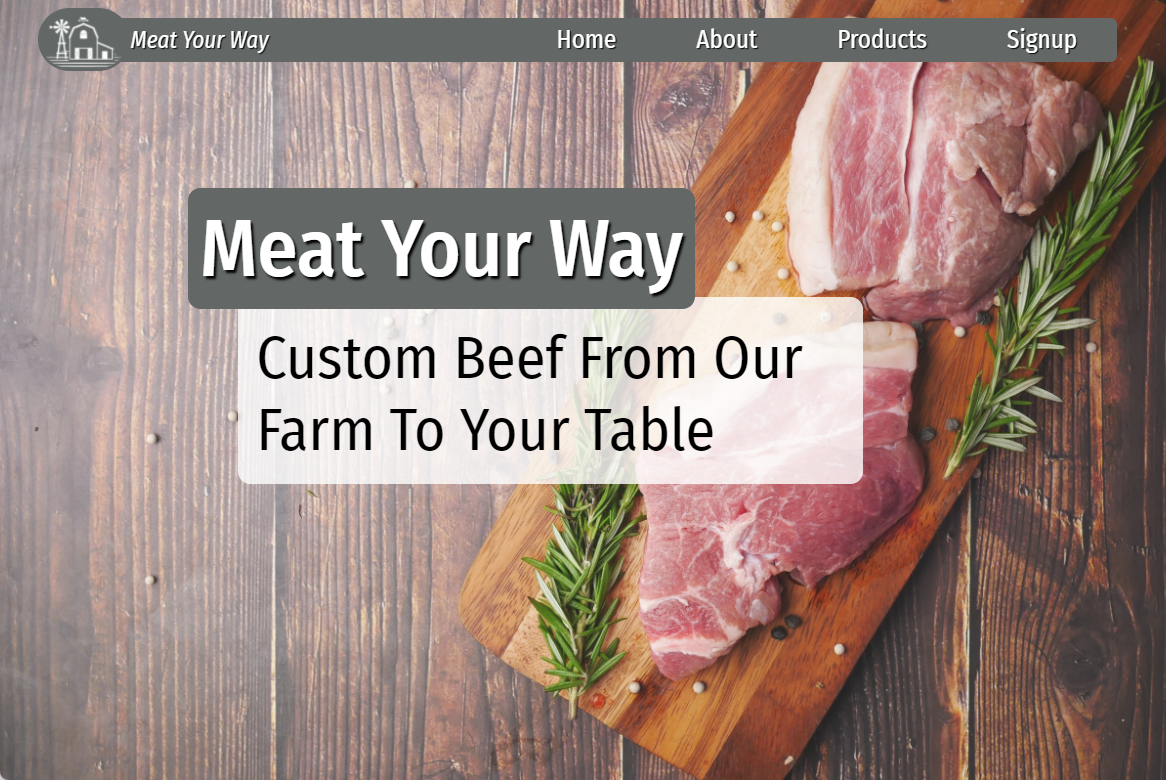 Meat Your Way
Home
About
Products
Signup
Meat Your Way
Custom Beef From Our
Farm To Your Table